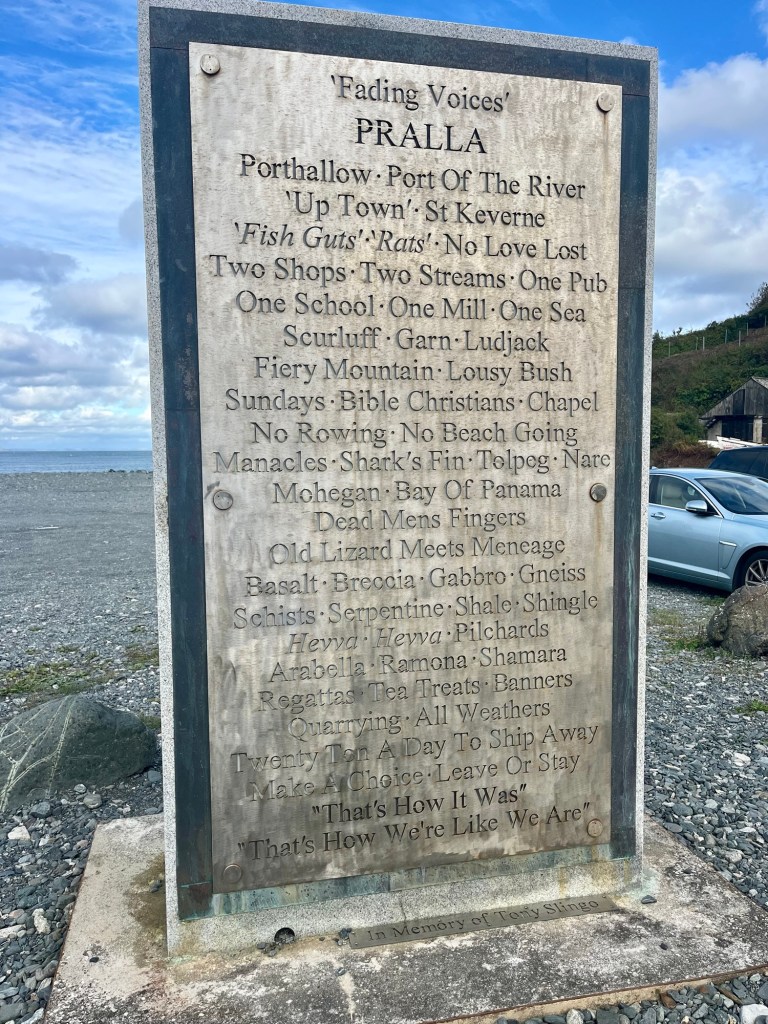 'Fading Voices'
PRALLA
Porthallow · Port Of The River
'Up Town' · St Keverne
'Fish Guts' · 'Rats' · No Love Lost
Two Shops · Two Streams · One Pub
One School · One Mill · One Sea
Scurluff · Garn · Ludjack
Fiery Mountain · Lousy Bush
Sundays · Bible Christians · Chapel
No Rowing · No Beach Going
Manacles · Shark's Fin · Tolpeg · Nare
Mohegan · Bay Of Panama
Dead Mens Fingers
Old Lizard Meets Meneage
Basalt · Breccia · Gabbro · Gneiss
Schists · Serpentine · Shale · Shingle
Hevva · Hevva · Pilchards
Arabella · Ramona · Shamara
Regattas · Tea Treats · Banners
Quarrying · All Weathers
Twenty Ton A Day To Ship Away
Make A Choice · Leave Or Stay
"That's How It Was"
"That's How We're Like We Are"
In Memory of Tony Slingo